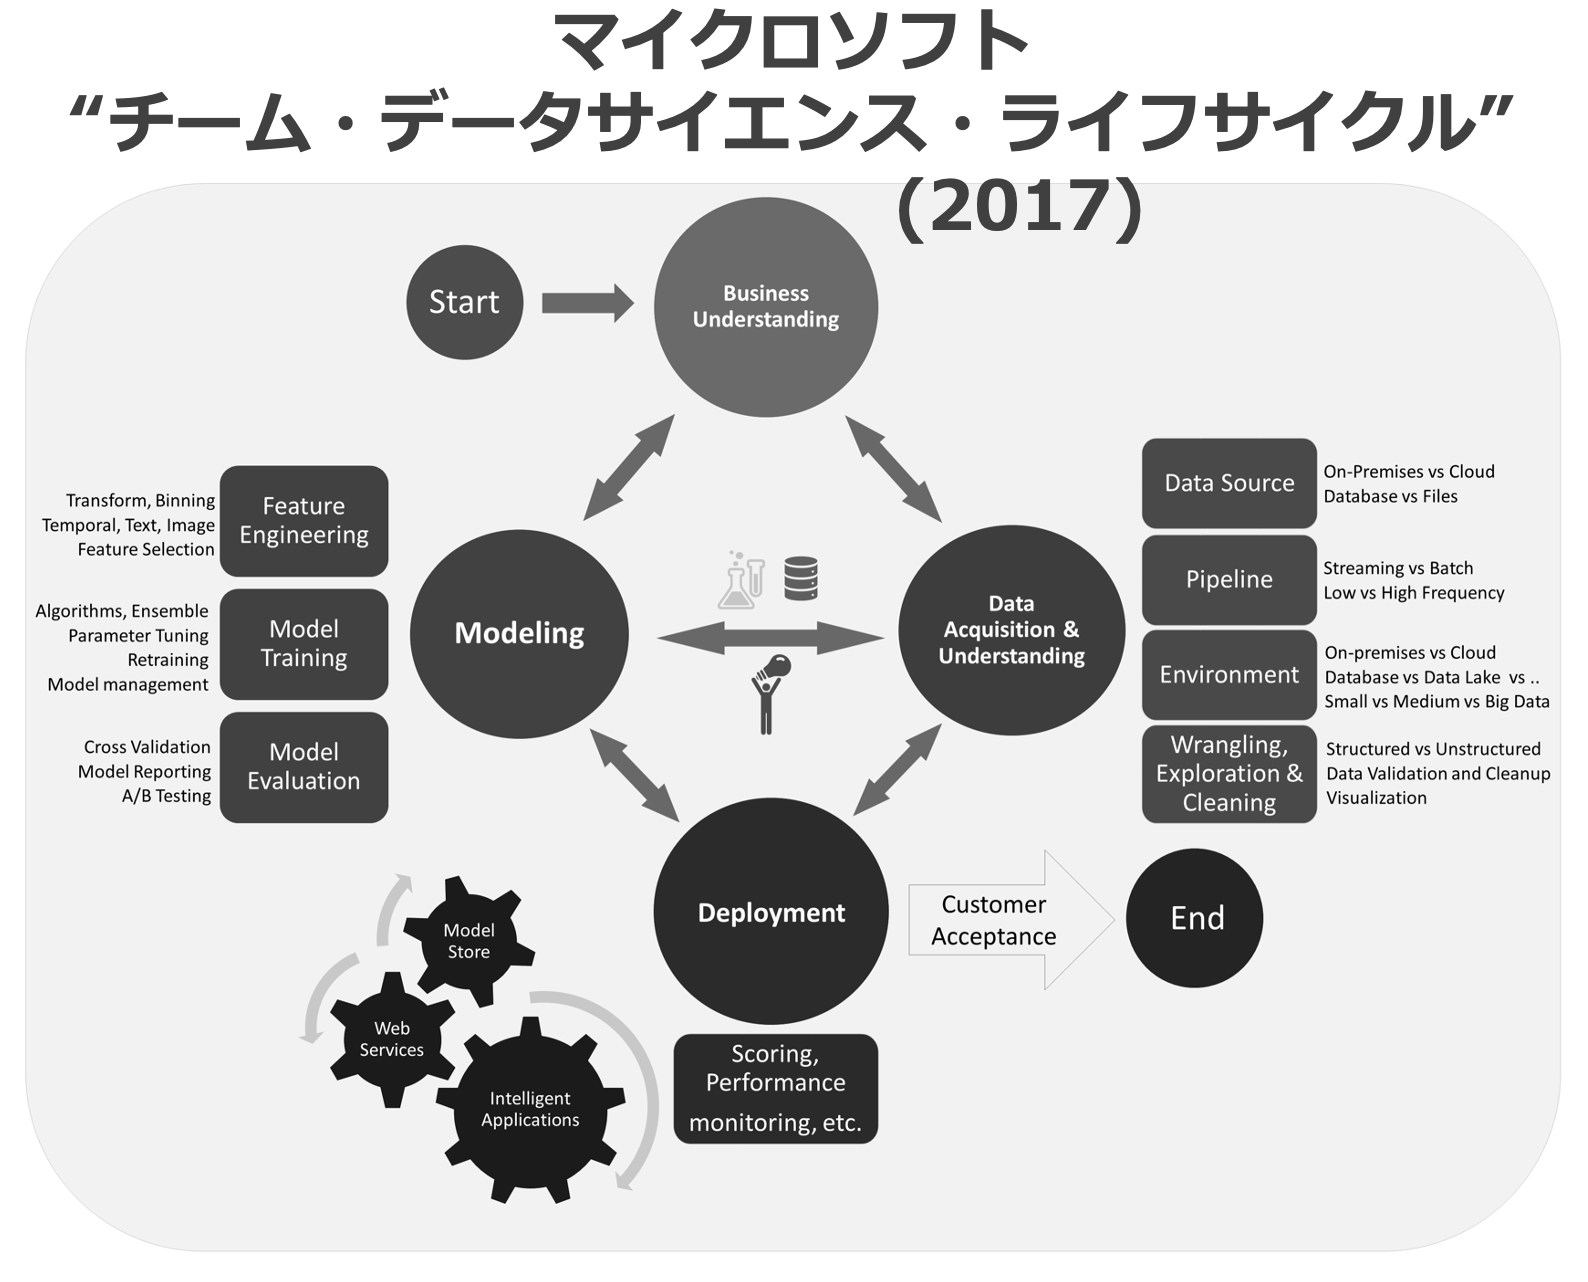 マイクロソフト
“チーム・データサイエンス・ライフサイクル”
(2017)
Start
Business
Understanding
Feature
Engineering
Transform, Binning
Temporal, Text, Image
Feature Selection
Model
Training
Algorithms, Ensemble
Parameter Tuning
Retraining
Model management
Model
Evaluation
Cross Validation
Model Reporting
A/B Testing
Modeling
Data
Acquisition &
Understanding
Data Source
On-Premises vs Cloud
Database vs Files
Pipeline
Streaming vs Batch
Low vs High Frequency
Environment
On-premises vs Cloud
Database vs Data Lake vs ..
Small vs Medium vs Big Data
Wrangling,
Exploration &
Cleaning
Structured vs Unstructured
Data Validation and Cleanup
Visualization
Deployment
Customer
Acceptance
End
Model
Store
Web
Services
Intelligent
Applications
Scoring,
Performance
monitoring, etc.